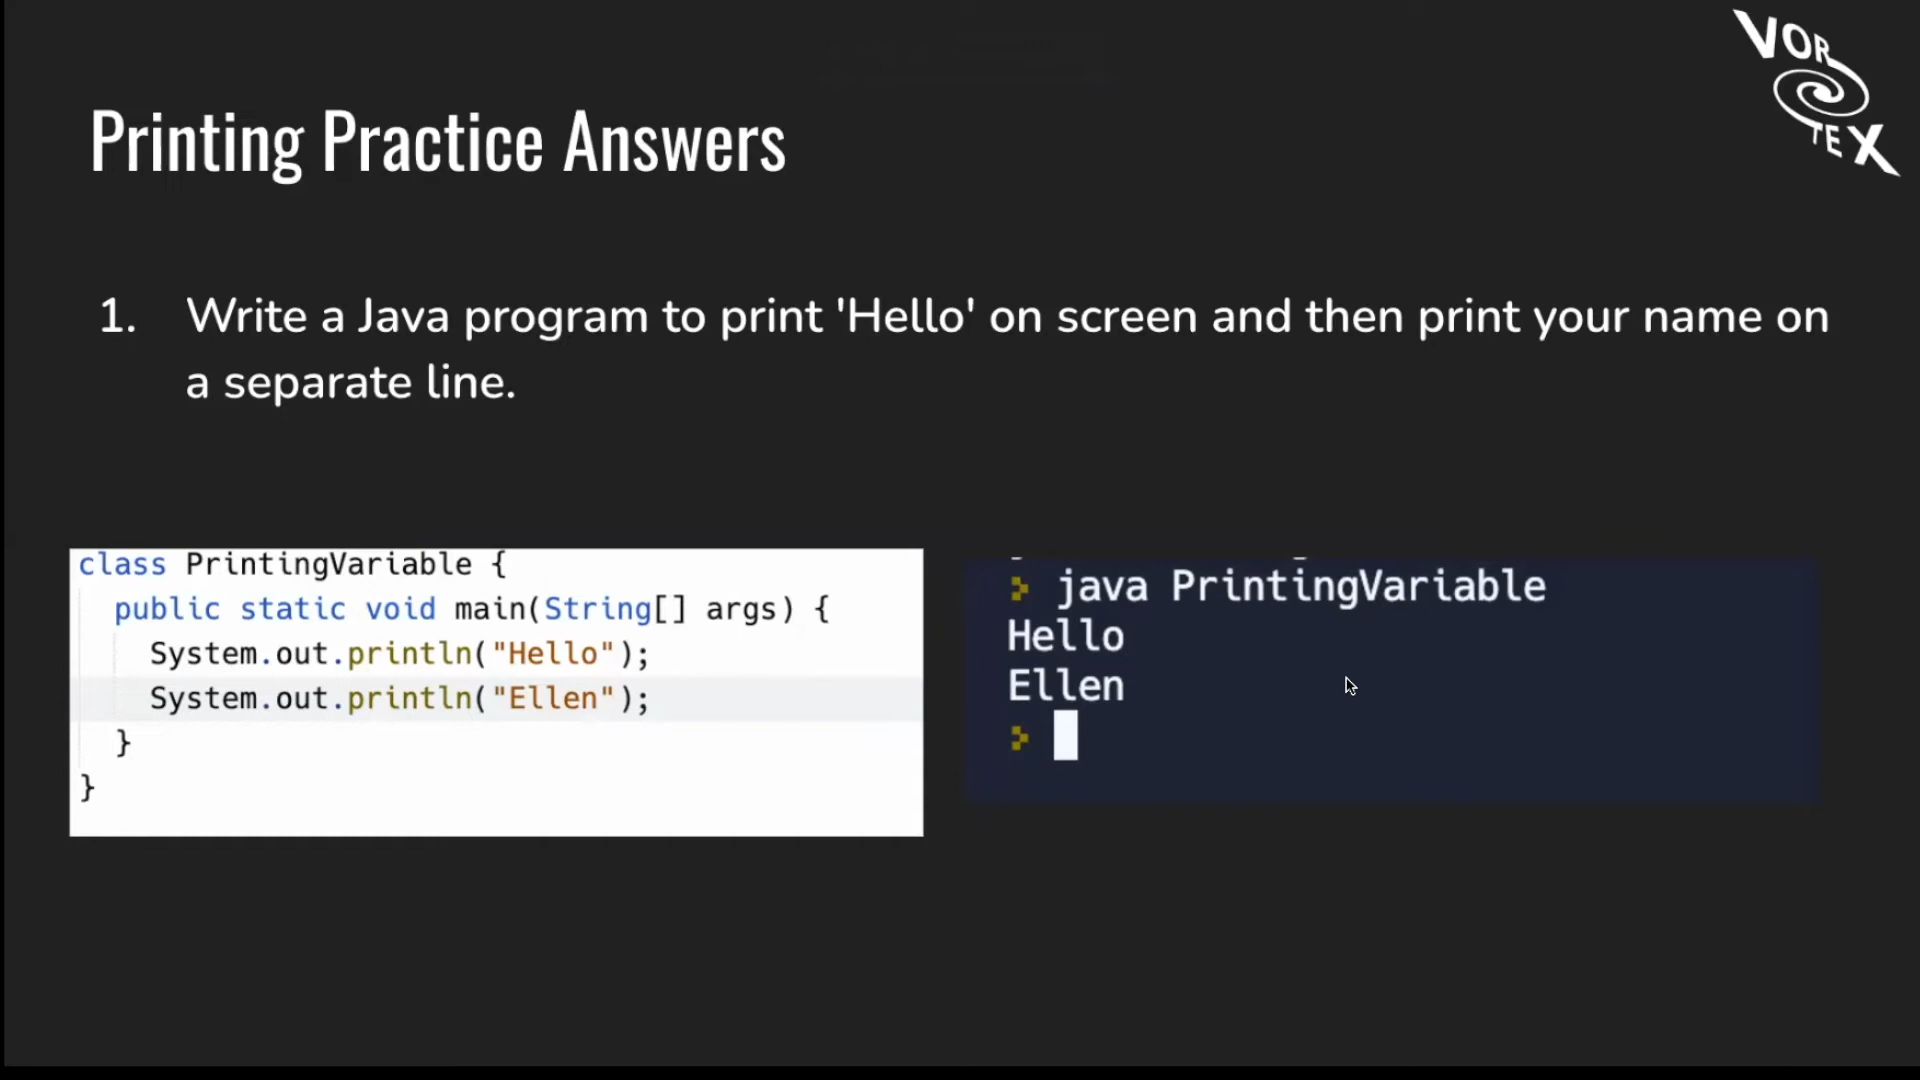 VORTEX
Printing Practice Answers
1. Write a Java program to print 'Hello' on screen and then print your name on
a separate line.
class PrintingVariable {
public static void main(String[] args) {
System.out.println("Hello");
System.out.println("Ellen");
}
}
> java PrintingVariable
Hello
Ellen
>